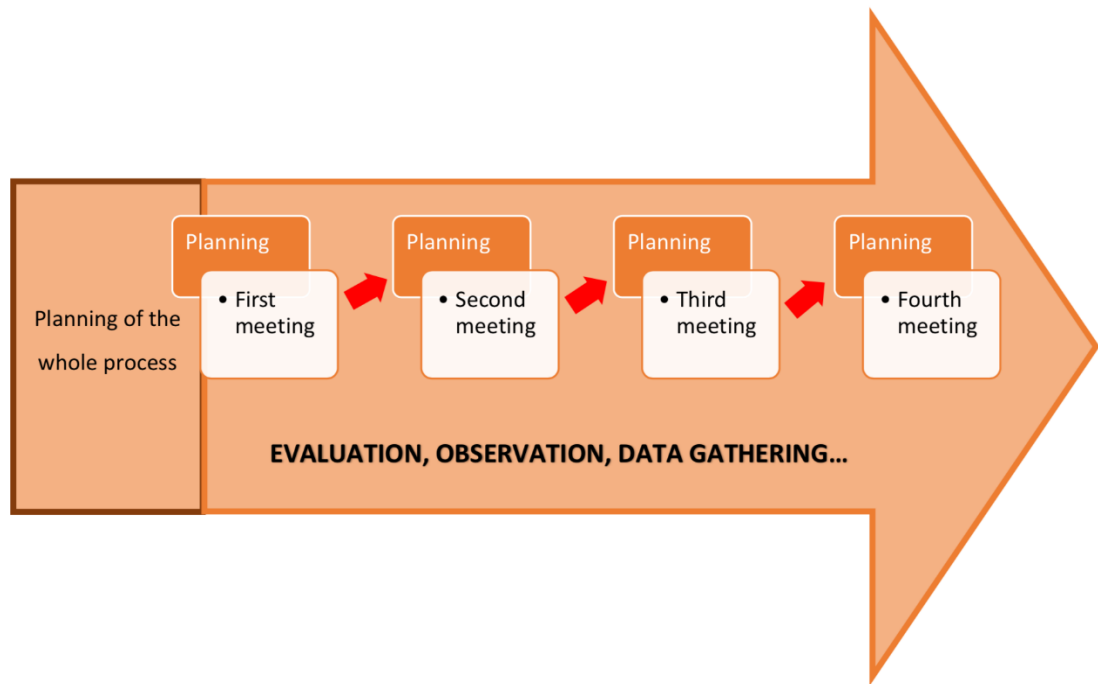 Planning of the
whole process
Planning
• First
meeting
Planning
• Second
meeting
Planning
• Third
meeting
Planning
• Fourth
meeting
EVALUATION, OBSERVATION, DATA GATHERING...